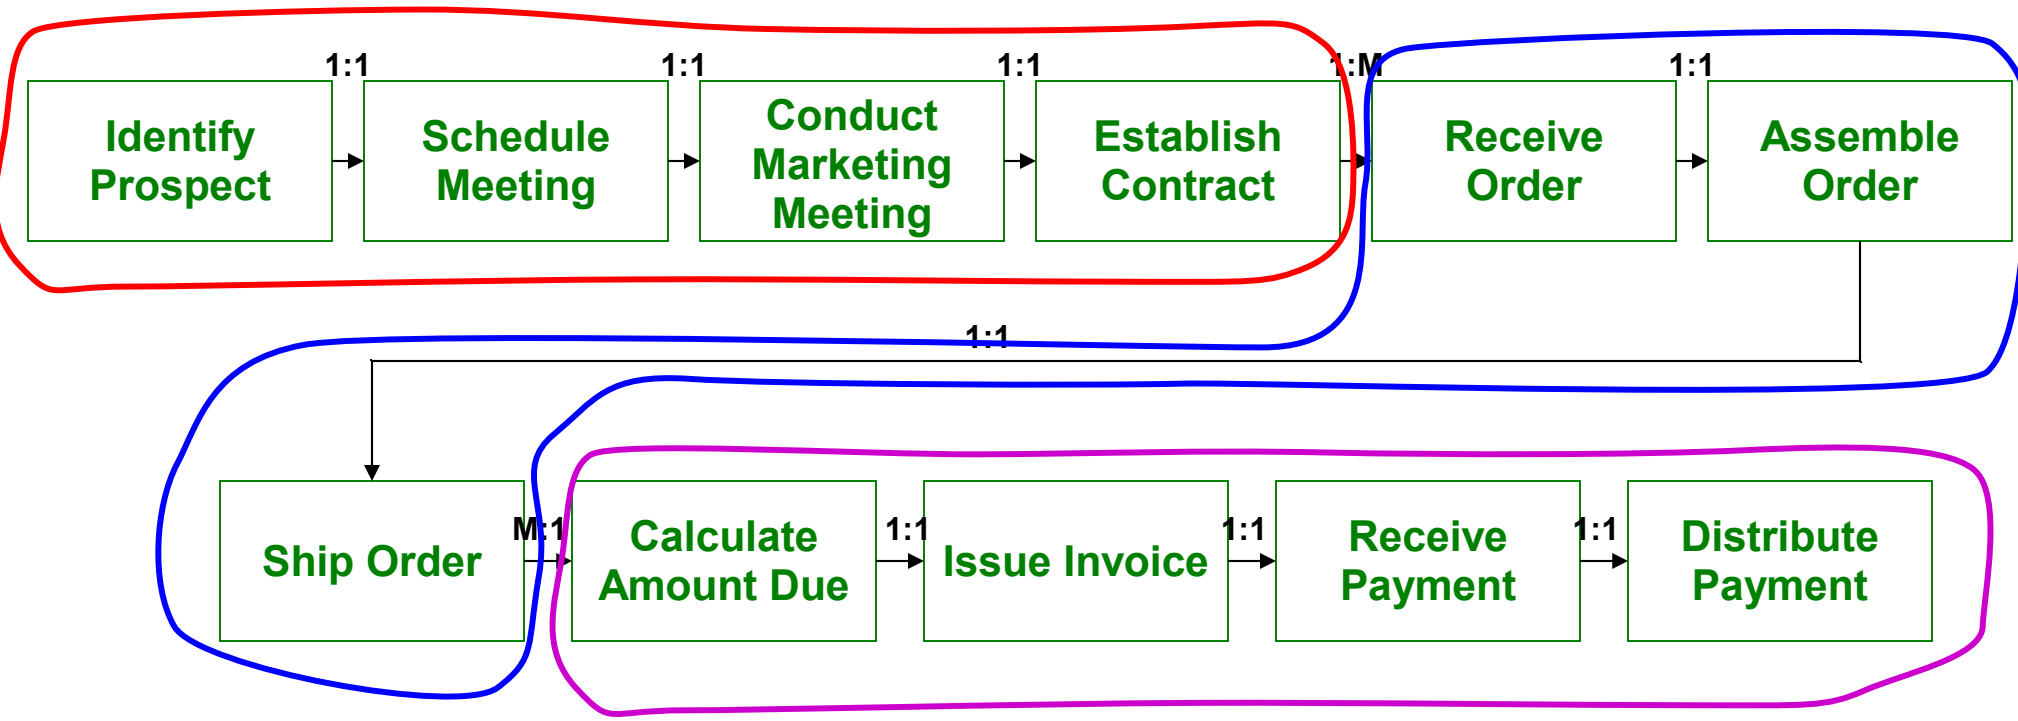 1:1
1:1
1:1
1:M
1:1
Identify
Prospect
Schedule
Meeting
Conduct
Marketing
Meeting
Establish
Contract
Receive
Order
Assemble
Order
1:1
Ship Order
M:1
Calculate
Amount Due
1:1
Issue Invoice
1:1
Receive
Payment
1:1
Distribute
Payment